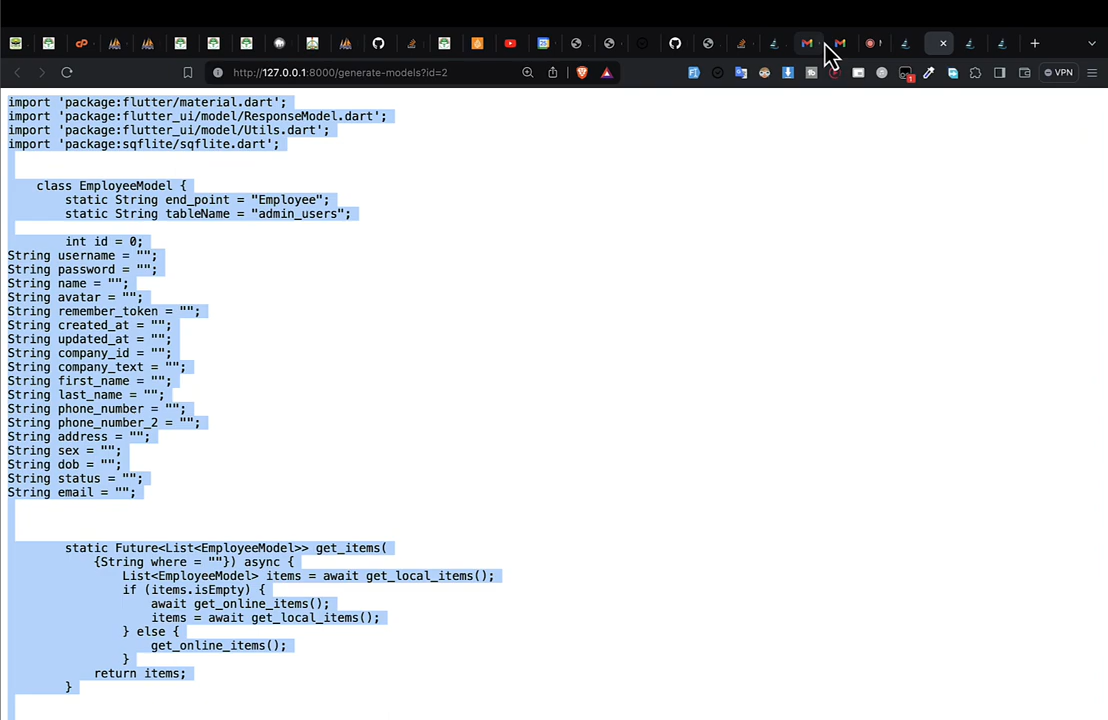 http://127.0.0.1:8000/generate-models?id=2
1
VPN
import 'package:flutter/material.dart';
import 'package:flutter_ui/model/ResponseModel.dart';
import 'package:flutter_ui/model/Utils.dart';
import 'package:sqflite/sqflite.dart';
class EmployeeModel {
static String end_point = "Employee";
static String tableName = "admin_users";
int id = 0;
String username = "";
String password = "";
String name = "";
String avatar = "";
String remember_token = "";
String created_at = "";
String updated_at = "";
String company_id = "";
String company_text = "";
String first_name = "";
String last_name = "";
String phone_number = "";
String phone_number_2 = "";
String address = "";
String sex = "";
String dob = "";
String status = "";
String email = "";
static Future<List<EmployeeModel>> get_items(
{String where = ""}) async {
List<EmployeeModel> items = await get_local_items();
if (items.isEmpty) {
await get_online_items();
items = await get_local_items();
} else {
get_online_items();
}
return items;
}